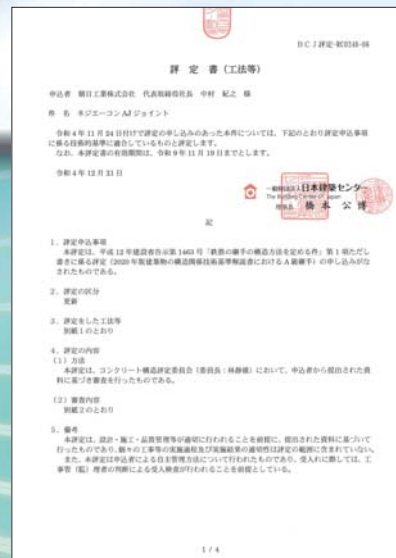 BCJ評定-RC0240-08
評 定 書（工法等）
申込者 朝日工業株式会社 代表取締役社長 中村 紀之 様
件 名 ネジエーコンAJジョイント
令和4年11月24日付けで評定の申し込みのあった本件については、下記のとおり評定申込事項
に係る技術的基準に適合しているものと評定します。
なお、本評定書の有効期間は、令和9年11月19日までとします。
令和4年12月21日
一般財団法人日本建築センター
The Building Center of Japan
理事長 橋本 公博
記
1. 評定申込事項
本評定は、平成12年建設省告示第1463号「鉄筋の継手の構造方法を定める件」第1項ただし
書きに係る評定（2020年版建築物の構造関係技術基準解説書におけるA級継手）の申し込みがな
されたものである。
2. 評定の区分
更新
3. 評定をした工法等
別紙1のとおり
4. 評定の内容
（1）方法
本評定は、コンクリート構造評定委員会（委員長：林静雄）において、申込者から提出された資
料に基づき審査を行ったものである。
（2）審査内容
別紙2のとおり
5. 備考
本評定は、設計・施工・品質管理等が適切に行われることを前提に、提出された資料に基づいて
行ったものであり、個々の工事等の実施過程及び実施結果の適切性は評定の範囲に含まれていない。
また、本評定は申込者による自主管理方法について行われたものであり、受入れに際しては、工
事管（監）理者の判断による受入検査が行われることを前提としている。
1 / 4